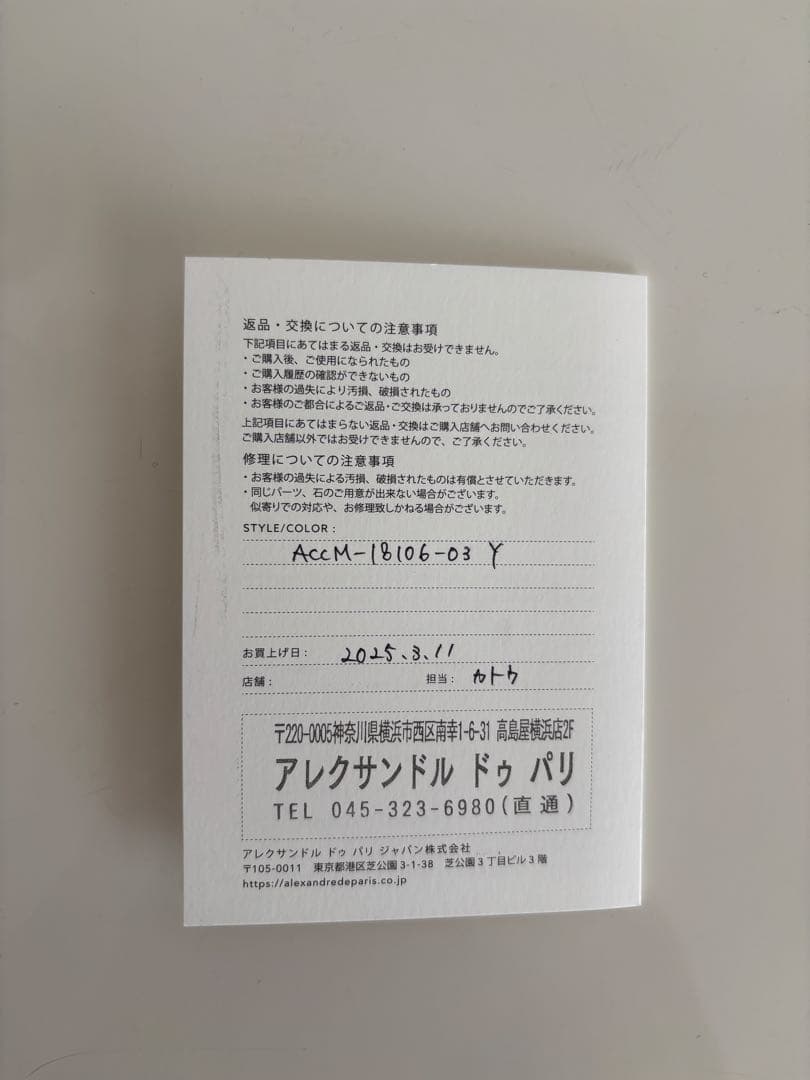 返品・交換についての注意事項
下記項目にあてはまる返品・交換はお受けできません。
・ご購入後、ご使用になられたもの
・ご購入履歴の確認ができないもの
・お客様の過失により汚損、破損されたもの
・お客様のご都合によるご返品・ご交換は承っておりませんのでご了承ください。
上記項目にあてはまらない返品・交換はご購入店舗へお問い合わせください。
ご購入店舗以外ではお受けできませんので、ご了承ください。
修理についての注意事項
・お客様の過失による汚損、破損されたものは有償とさせていただきます。
・同じパーツ、石のご用意が出来ない場合がございます。
似寄りでの対応や、お修理致しかねる場合がございます。
STYLE/COLOR：
ACCM-18106-03 Y
お買上げ日： 2025.3.11
店舗： 担当： カトウ
〒220-0005神奈川県横浜市西区南幸1-6-31 高島屋横浜店2F
アレクサンドル ドゥ パリ
TEL 045-323-6980(直通)
アレクサンドル ドゥ パリ ジャパン株式会社
〒105-0011 東京都港区芝公園3-1-38 芝公園3丁目ビル3階
https://alexandredeparis.co.jp